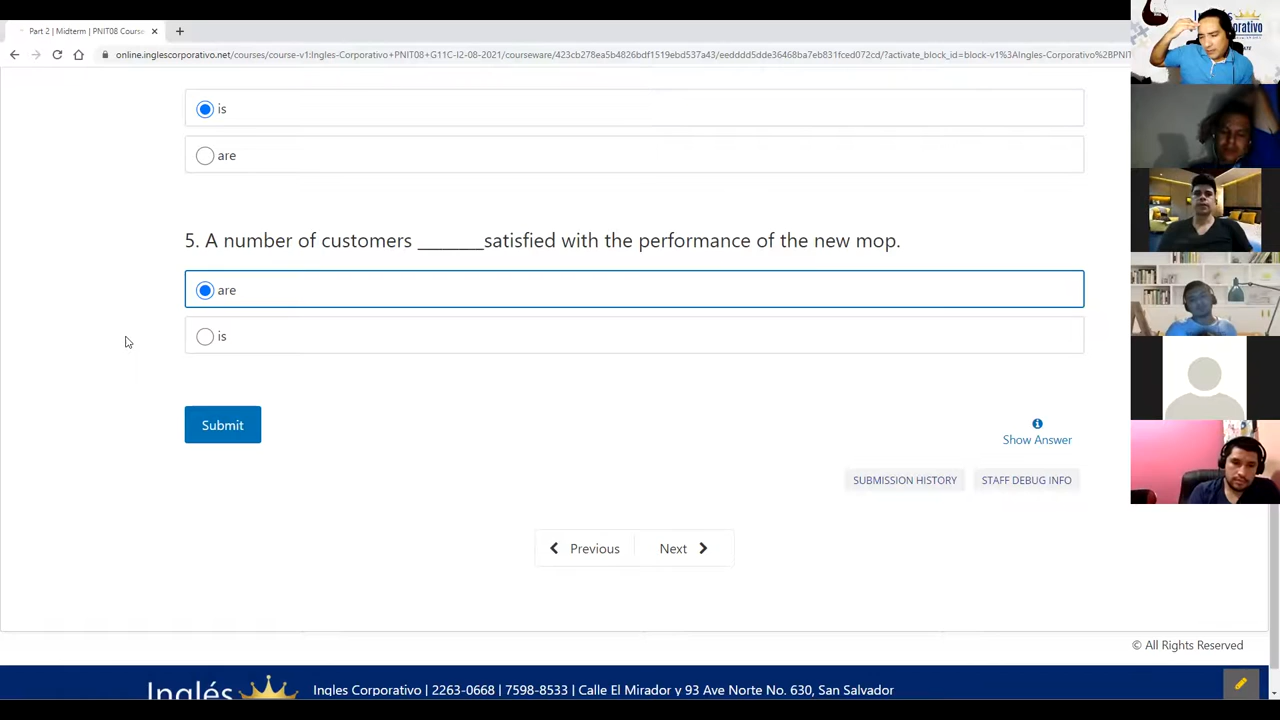 Part 2 | Midterm | PNIT08 Course
online.inglescorporativo.net/courses/course-v1:Ingles-Corporativo+PNIT08+G11C-I2-08-2021/courseware/423cb278ea5b4826bdf1519ebd537a43/eedddd5dde36468ba7eb831fced072cd/?activate_block_id=block-v1%3AIngles-Corporativo%2BPNIT
is
are
5. A number of customers ________satisfied with the performance of the new mop.
are
is
Submit
Show Answer
SUBMISSION HISTORY
STAFF DEBUG INFO
Previous
Next
© All Rights Reserved
Inglés
Ingles Corporativo | 2263-0668 | 7598-8533 | Calle El Mirador y 93 Ave Norte No. 630, San Salvador